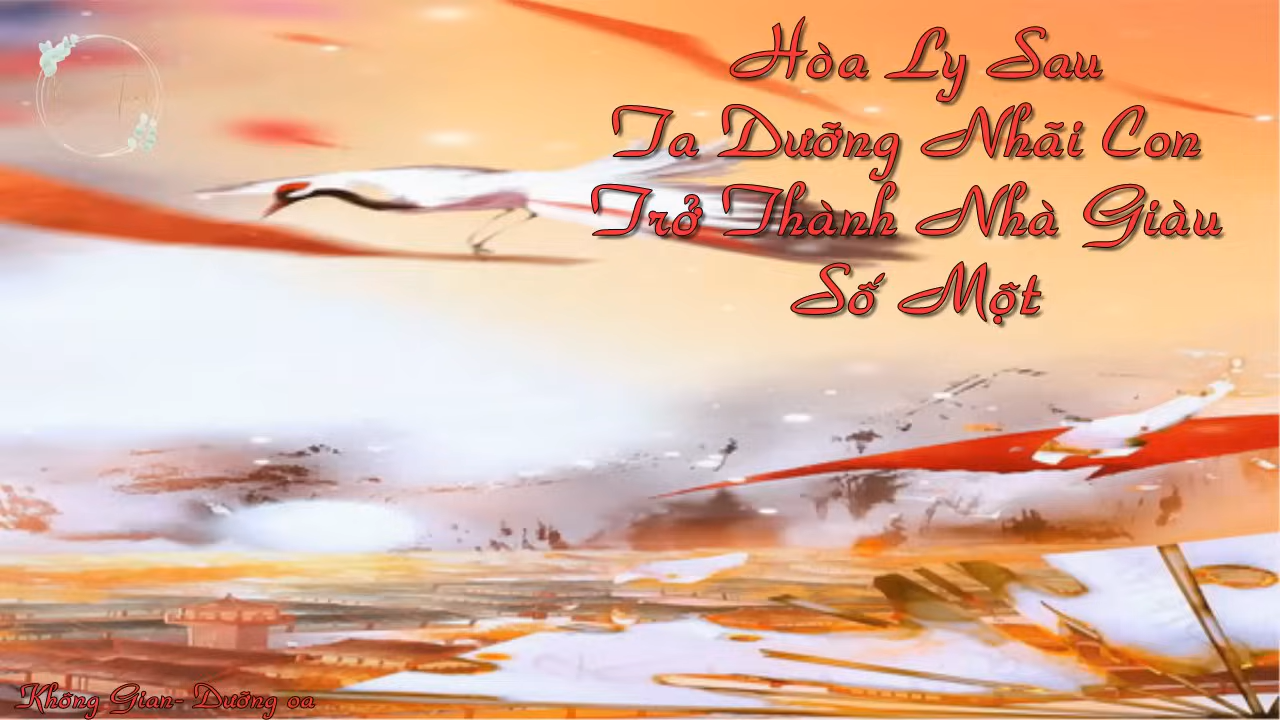 Hòa Ly Sau
Ta Dưỡng Nhãi Con
Trở Thành Nhà Giàu
Số Một
Không Gian- Dưỡng oa